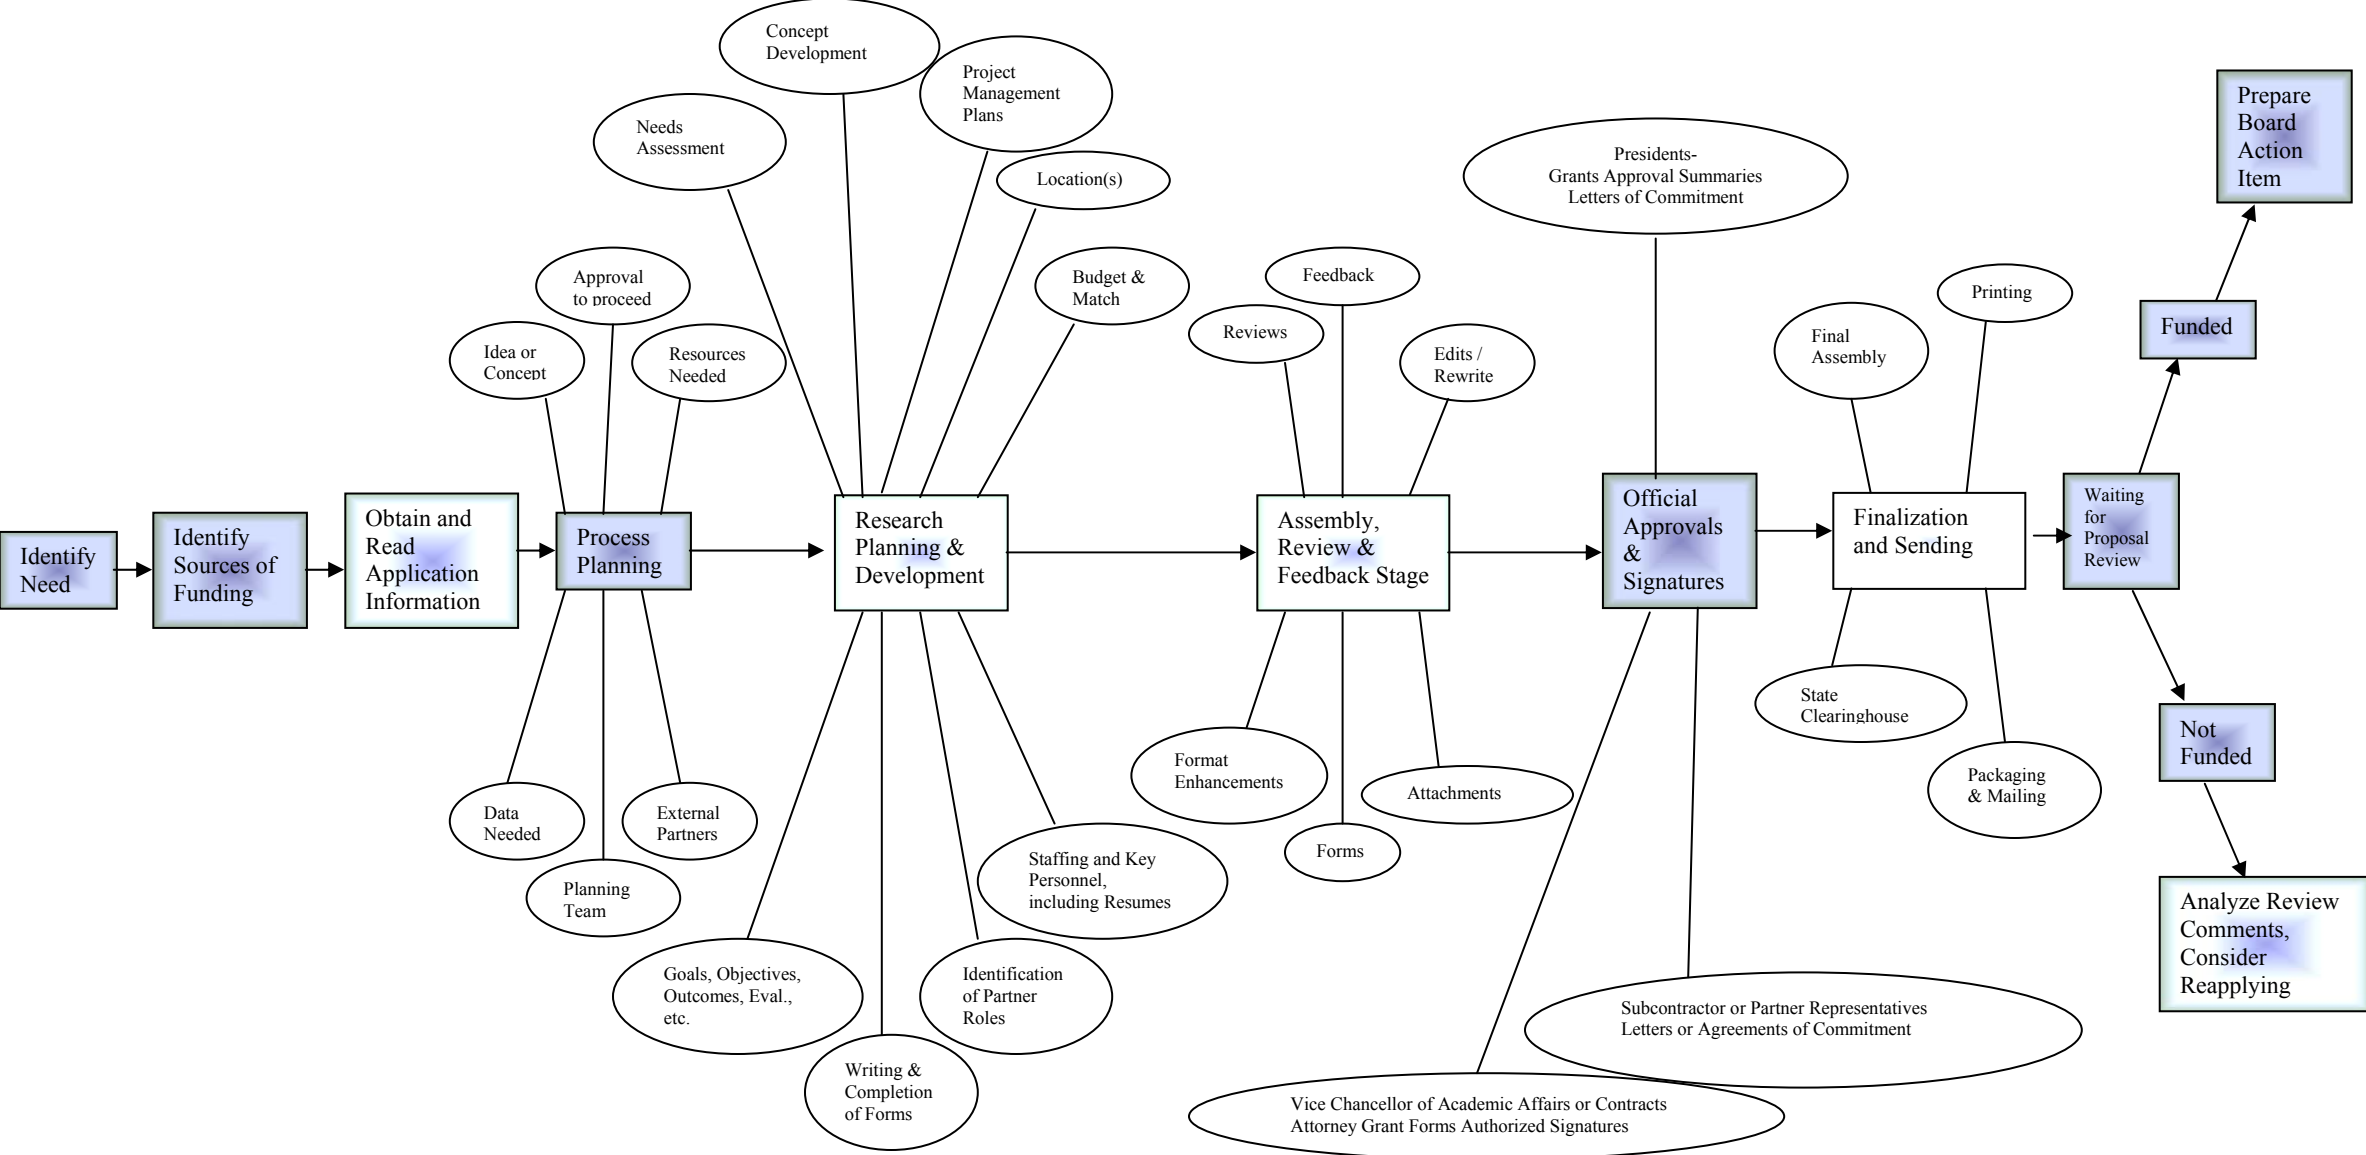 Concept
Development
Project
Management
Plans
Needs
Assessment
Location(s)
Presidents-
Grants Approval Summaries
Letters of Commitment
Prepare
Board
Action
Item
Approval
to proceed
Budget &
Match
Feedback
Printing
Idea or
Concept
Resources
Needed
Reviews
Edits /
Rewrite
Final
Assembly
Funded
Identify
Need
Identify
Sources of
Funding
Obtain and
Read
Application
Information
Process
Planning
Research
Planning &
Development
Assembly,
Review &
Feedback Stage
Official
Approvals
&
Signatures
Finalization
and Sending
Waiting
for
Proposal
Review
State
Clearinghouse
Not
Funded
Format
Enhancements
Attachments
Packaging
& Mailing
Data
Needed
External
Partners
Forms
Planning
Team
Staffing and Key
Personnel,
including Resumes
Analyze Review
Comments,
Consider
Reapplying
Goals, Objectives,
Outcomes, Eval.,
etc.
Identification
of Partner
Roles
Subcontractor or Partner Representatives
Letters or Agreements of Commitment
Writing &
Completion
of Forms
Vice Chancellor of Academic Affairs or Contracts
Attorney Grant Forms Authorized Signatures